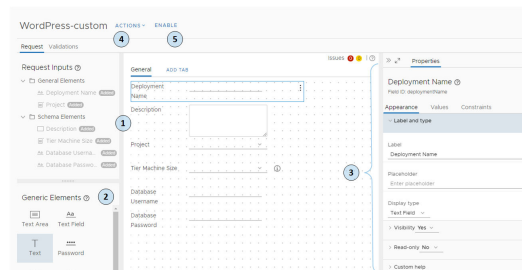 WordPress-custom ACTIONS ENABLE
4 5
Request Validations
Issues
General ADD TAB
Properties
Request Inputs
General Elements
Deployment Name
Project
Schema Elements
Description
Tier Machine Size
Database Userna...
Database Passwo...
1
Generic Elements
2
Text Area Text Field
Text Password
Deployment
Name
Description
Project
Tier Machine Size
Database
Username
Database
Password
3
Deployment Name
Field ID: deploymentName
Appearance Values Constraints
Label and type
Label
Deployment Name
Placeholder
Enter placeholder
Display type
Text Field
Visibility Yes
Read-only No
Custom help